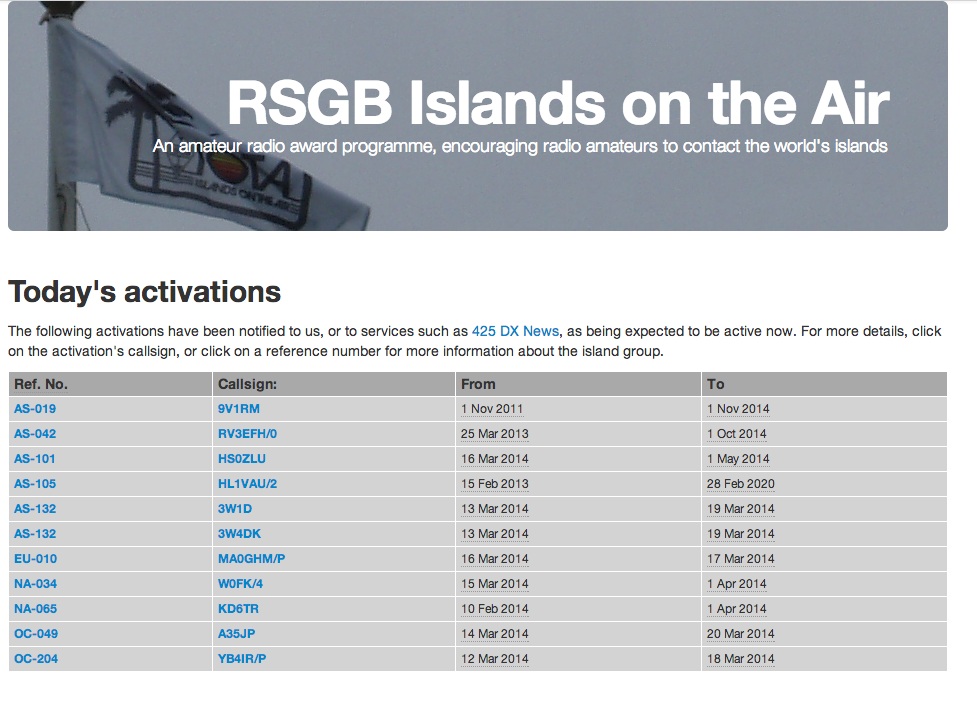 RSGB Islands on the Air
An amateur radio award programme, encouraging radio amateurs to contact the world's islands
IOTA
ISLANDS ON THE AIR
Today's activations
The following activations have been notified to us, or to services such as 425 DX News, as being expected to be active now. For more details, click
on the activation's callsign, or click on a reference number for more information about the island group.
Ref. No. Callsign: From To
AS-019 9V1RM 1 Nov 2011 1 Nov 2014
AS-042 RV3EFH/0 25 Mar 2013 1 Oct 2014
AS-101 HS0ZLU 16 Mar 2014 1 May 2014
AS-105 HL1VAU/2 15 Feb 2013 28 Feb 2020
AS-132 3W1D 13 Mar 2014 19 Mar 2014
AS-132 3W4DK 13 Mar 2014 19 Mar 2014
EU-010 MA0GHM/P 16 Mar 2014 17 Mar 2014
NA-034 W0FK/4 15 Mar 2014 1 Apr 2014
NA-065 KD6TR 10 Feb 2014 1 Apr 2014
OC-049 A35JP 14 Mar 2014 20 Mar 2014
OC-204 YB4IR/P 12 Mar 2014 18 Mar 2014